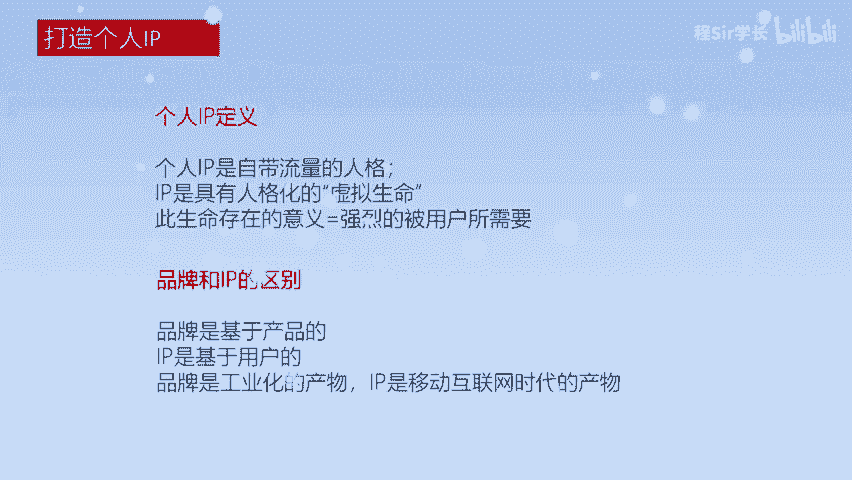 打造个人IP
程Sir学长 bilibili
个人IP定义
个人IP是自带流量的人格；
IP是具有人格化的“虚拟生命”
此生命存在的意义=强烈的被用户所需要
品牌和IP的区别
品牌是基于产品的
IP是基于用户的
品牌是工业化的产物，IP是移动互联网时代的产物